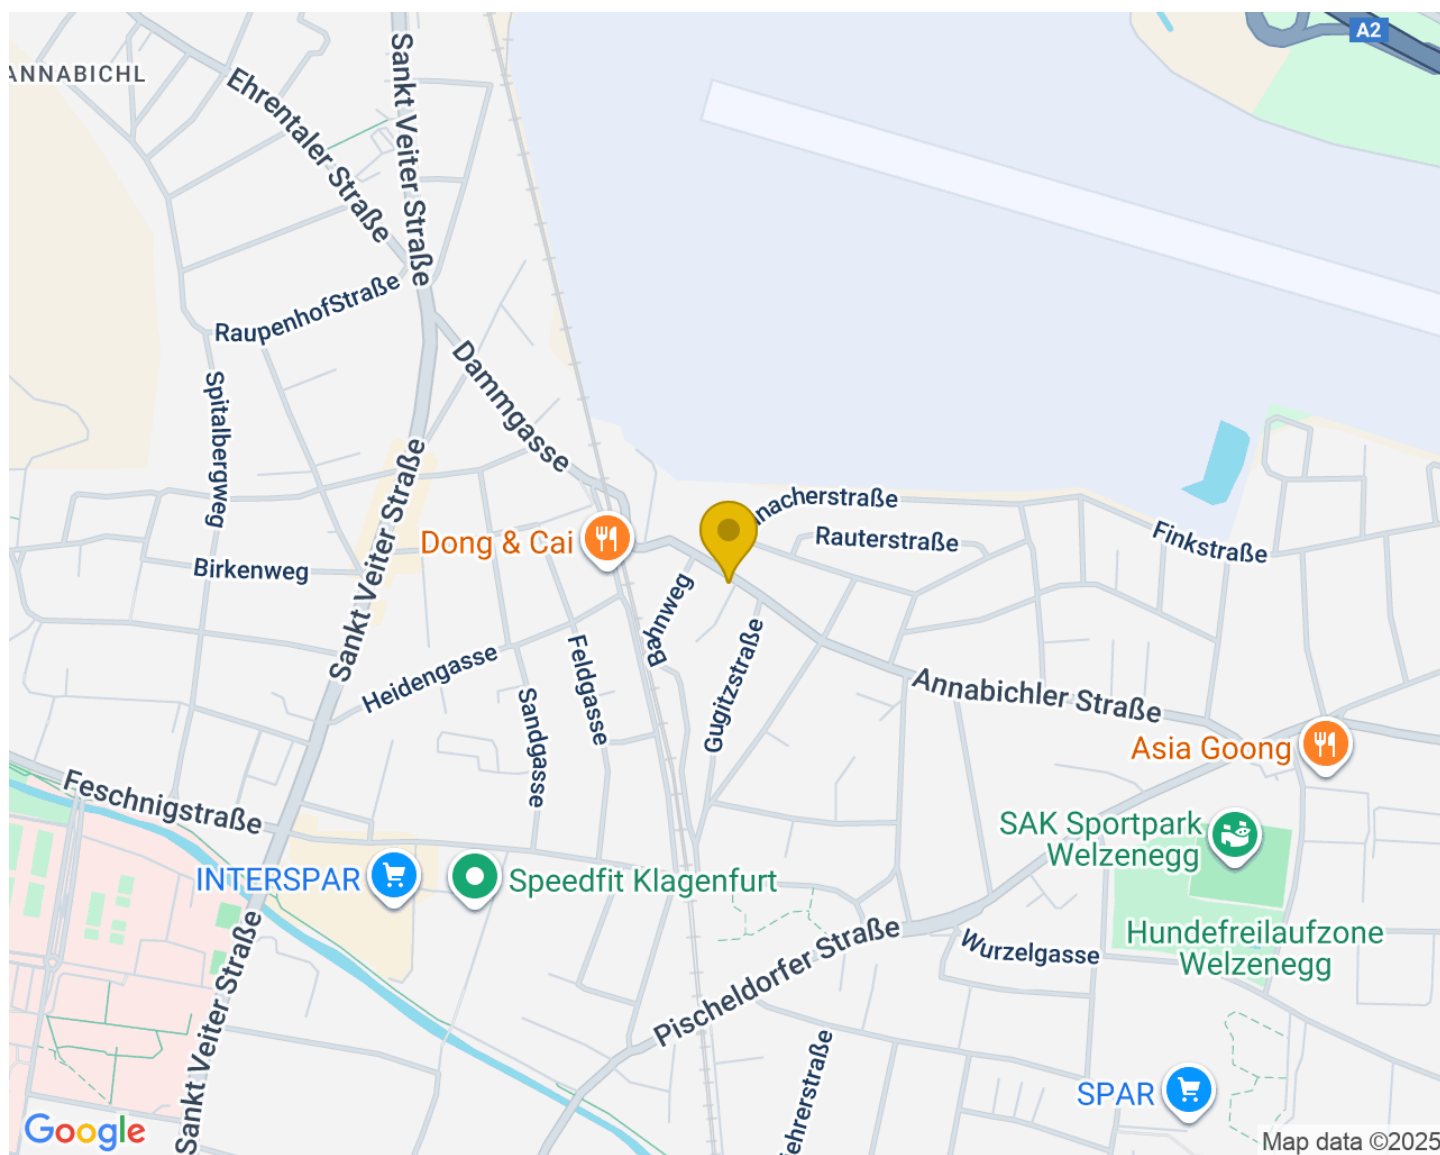 A2
ANNABICHL
Ehrentaler Straße
Sankt Veiter Straße
RaupenhofStraße
Dammgasse
Spitalbergweg
Sankt Veiter Straße
nacherstraße
Rauterstraße
Finkstraße
Dong & Cai
Birkenweg
Bahnweg
Heidengasse
Feldgasse
Gugitzstraße
Sandgasse
Annabichler Straße
Asia Goong
Feschnigstraße
SAK Sportpark
Welzenegg
INTERSPAR
Speedfit Klagenfurt
Pischeldorfer Straße
Wurzelgasse
Hundefreilaufzone
Welzenegg
Sankt Veiter Straße
ehrerstraße
SPAR
Google
Map data ©2025